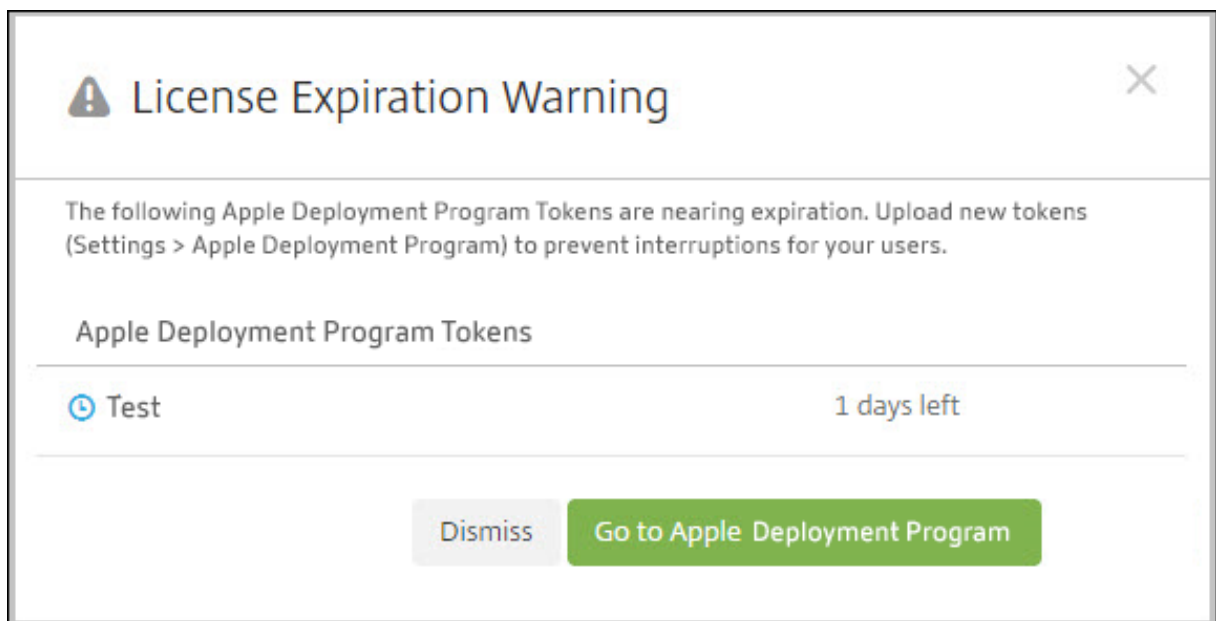 License Expiration Warning
The following Apple Deployment Program Tokens are nearing expiration. Upload new tokens
(Settings > Apple Deployment Program) to prevent interruptions for your users.
Apple Deployment Program Tokens
Test 1 days left
Dismiss Go to Apple Deployment Program